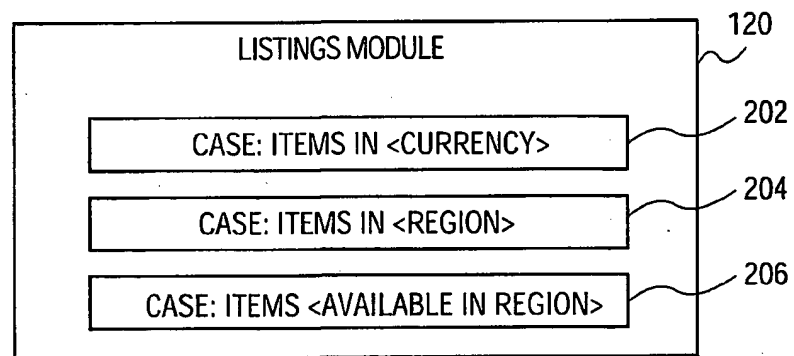 LISTINGS MODULE
120
CASE: ITEMS IN <CURRENCY>
202
CASE: ITEMS IN <REGION>
204
CASE: ITEMS <AVAILABLE IN REGION>
206